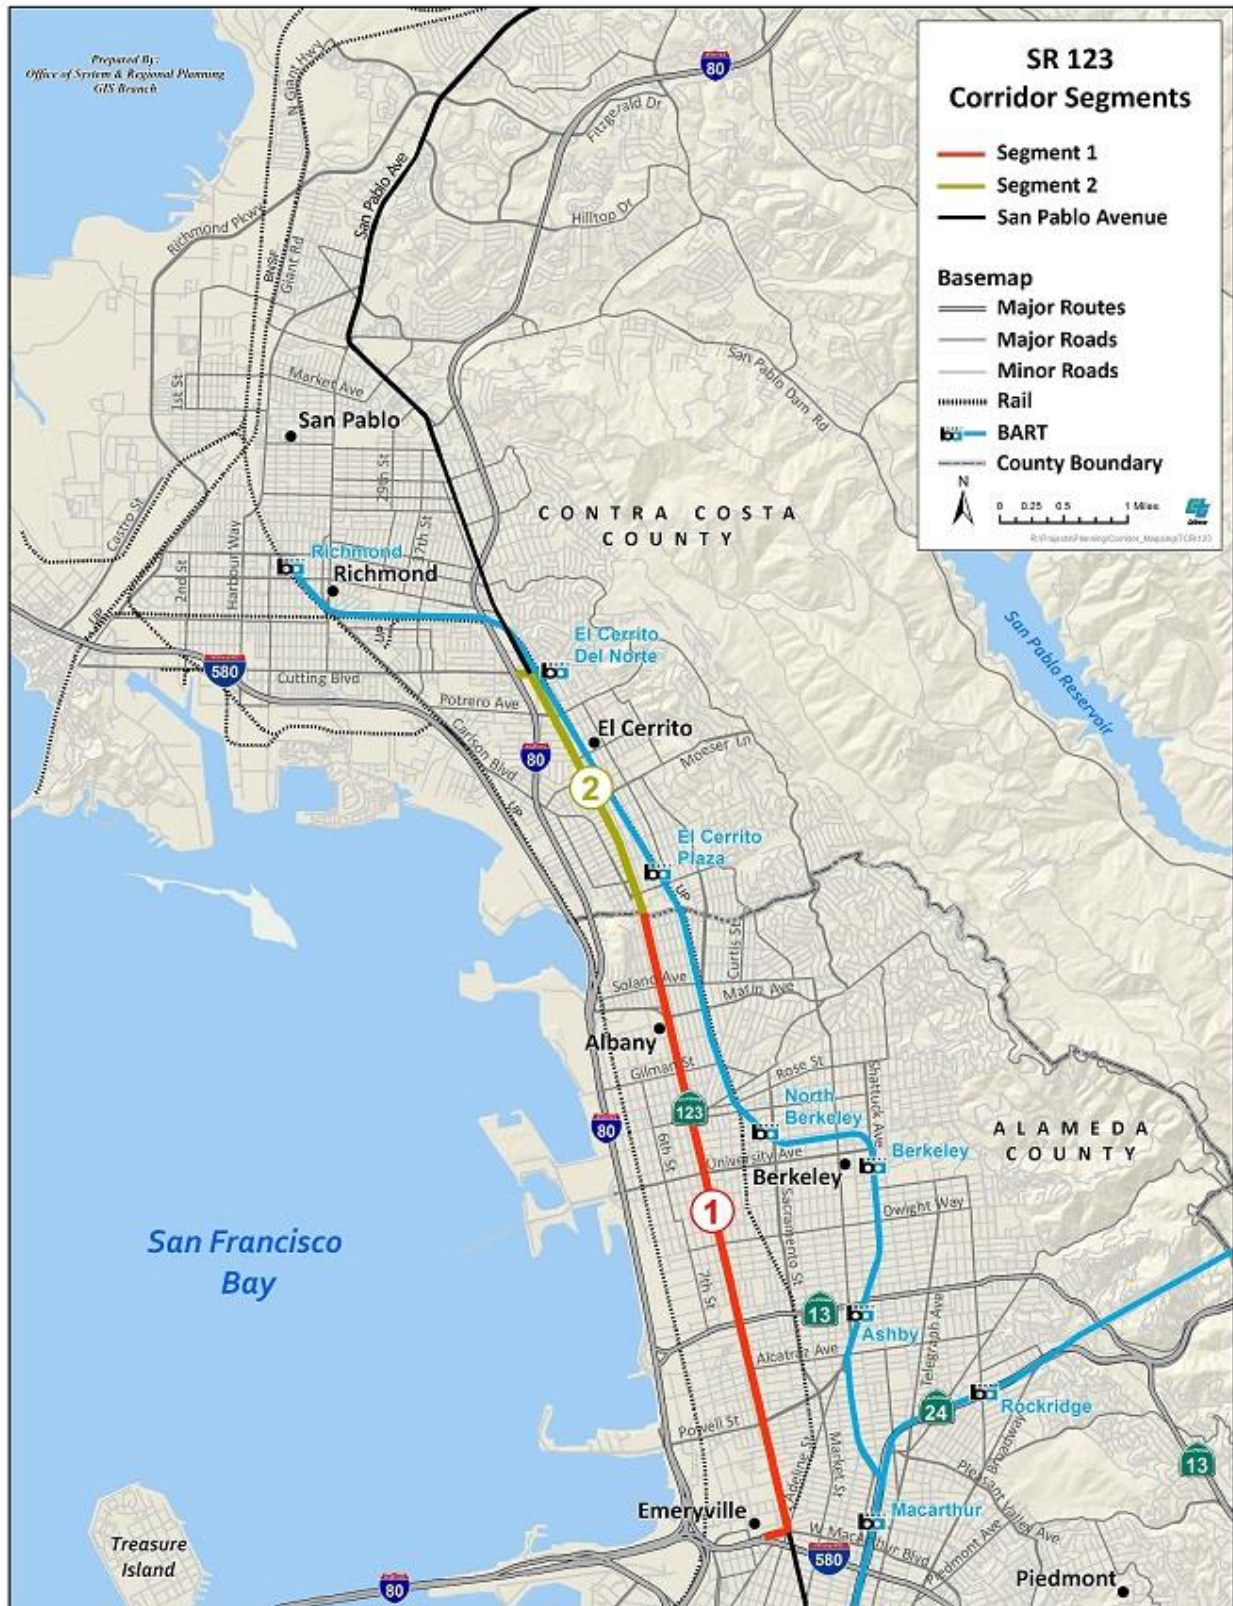 Prepared By:
Office of System & Regional Planning
GIS Branch
SR 123
Corridor Segments
Segment 1
Segment 2
San Pablo Avenue
Basemap
Major Routes
Major Roads
Minor Roads
Rail
BART
County Boundary
N
0 0.25 0.5 1 Miles
80
N Giant Hwy
Fitzgerald Dr
San Pablo Ave
Hilltop Dr
Richmond Pkwy
BNSF
Giant Rd
San Pablo Dam Rd
Market Ave
1st St
San Pablo
29th St
Castro St
CONTRA COSTA
COUNTY
17th St
Harbour Way
2nd St
Richmond
Richmond
UP
UP
El Cerrito
Del Norte
San Pablo Reservoir
580
Cutting Blvd
Potrero Ave
El Cerrito
Carlson Blvd
80
Moeser Ln
2
UP
El Cerrito
Plaza
UP
Curtis St
Solano Ave
Marin Ave
Albany
Gilman St
Rose St
Shattuck Ave
123
North
Berkeley
80
6th St
ALAMEDA
COUNTY
University Ave
Berkeley
Berkeley
1
Sacramento St
Dwight Way
San Francisco
Bay
7th St
13
Ashby
Telegraph Ave
Alcatraz Ave
Rockridge
24
Powell St
Adeline St
Market St
Broadway
13
Pleasant Valley Ave
Emeryville
Macarthur
W MacArthur Blvd
Piedmont Ave
580
Treasure
Island
80
Piedmont